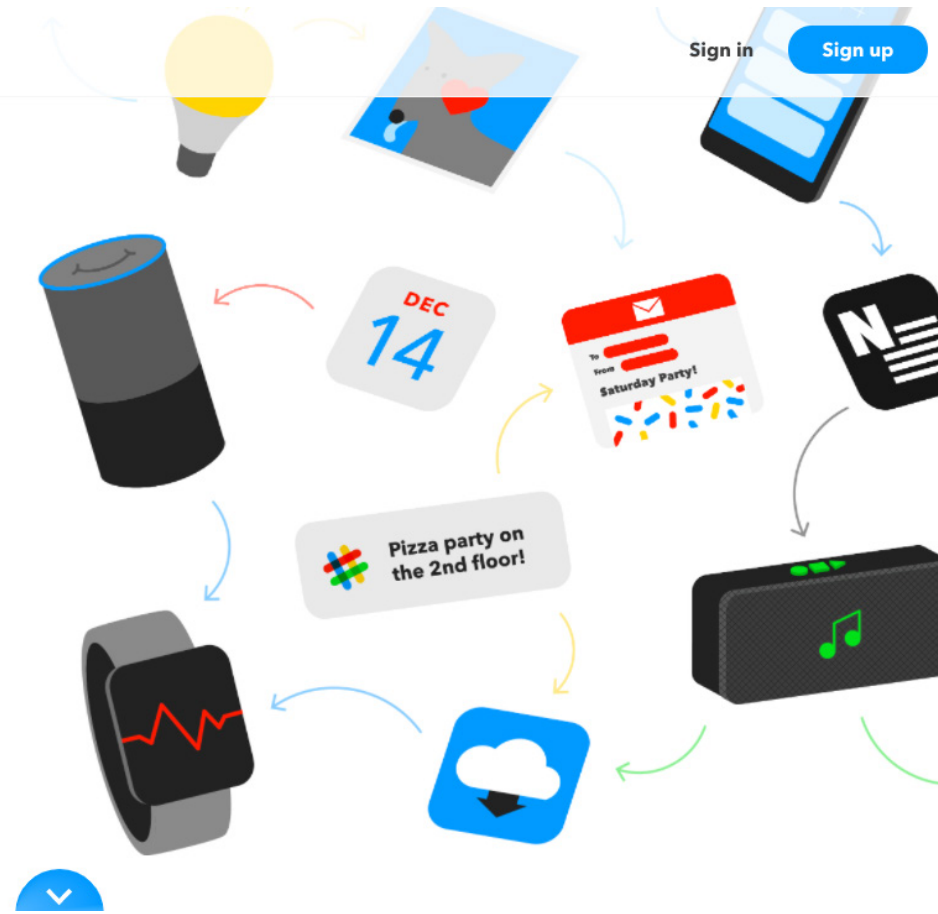 Sign in
Sign up
DEC
14
To
From
Saturday Party!
N
Pizza party on
the 2nd floor!